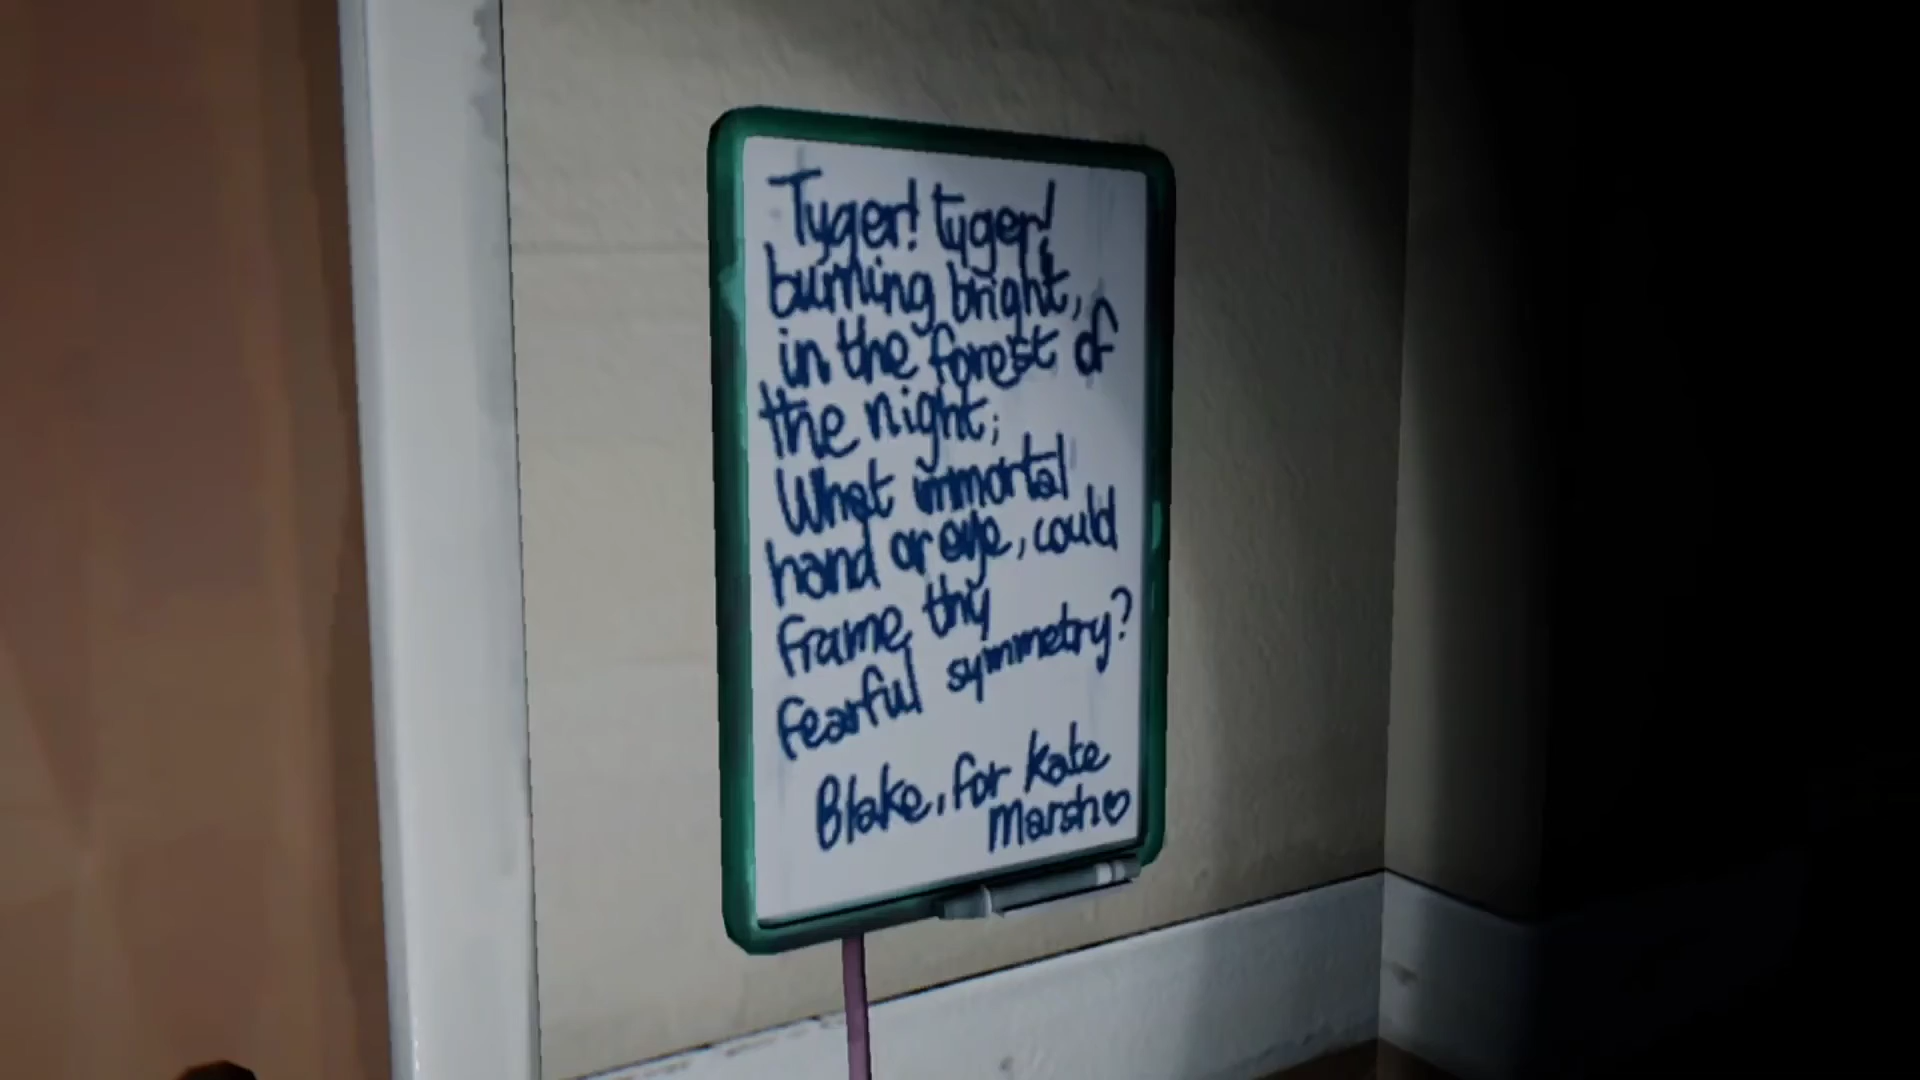 Tyger! tyger!
burning bright,
in the forest of
the night;
What immortal
hand or eye, could
frame thy
fearful symmetry?
Blake, for Kate
Marsh♡